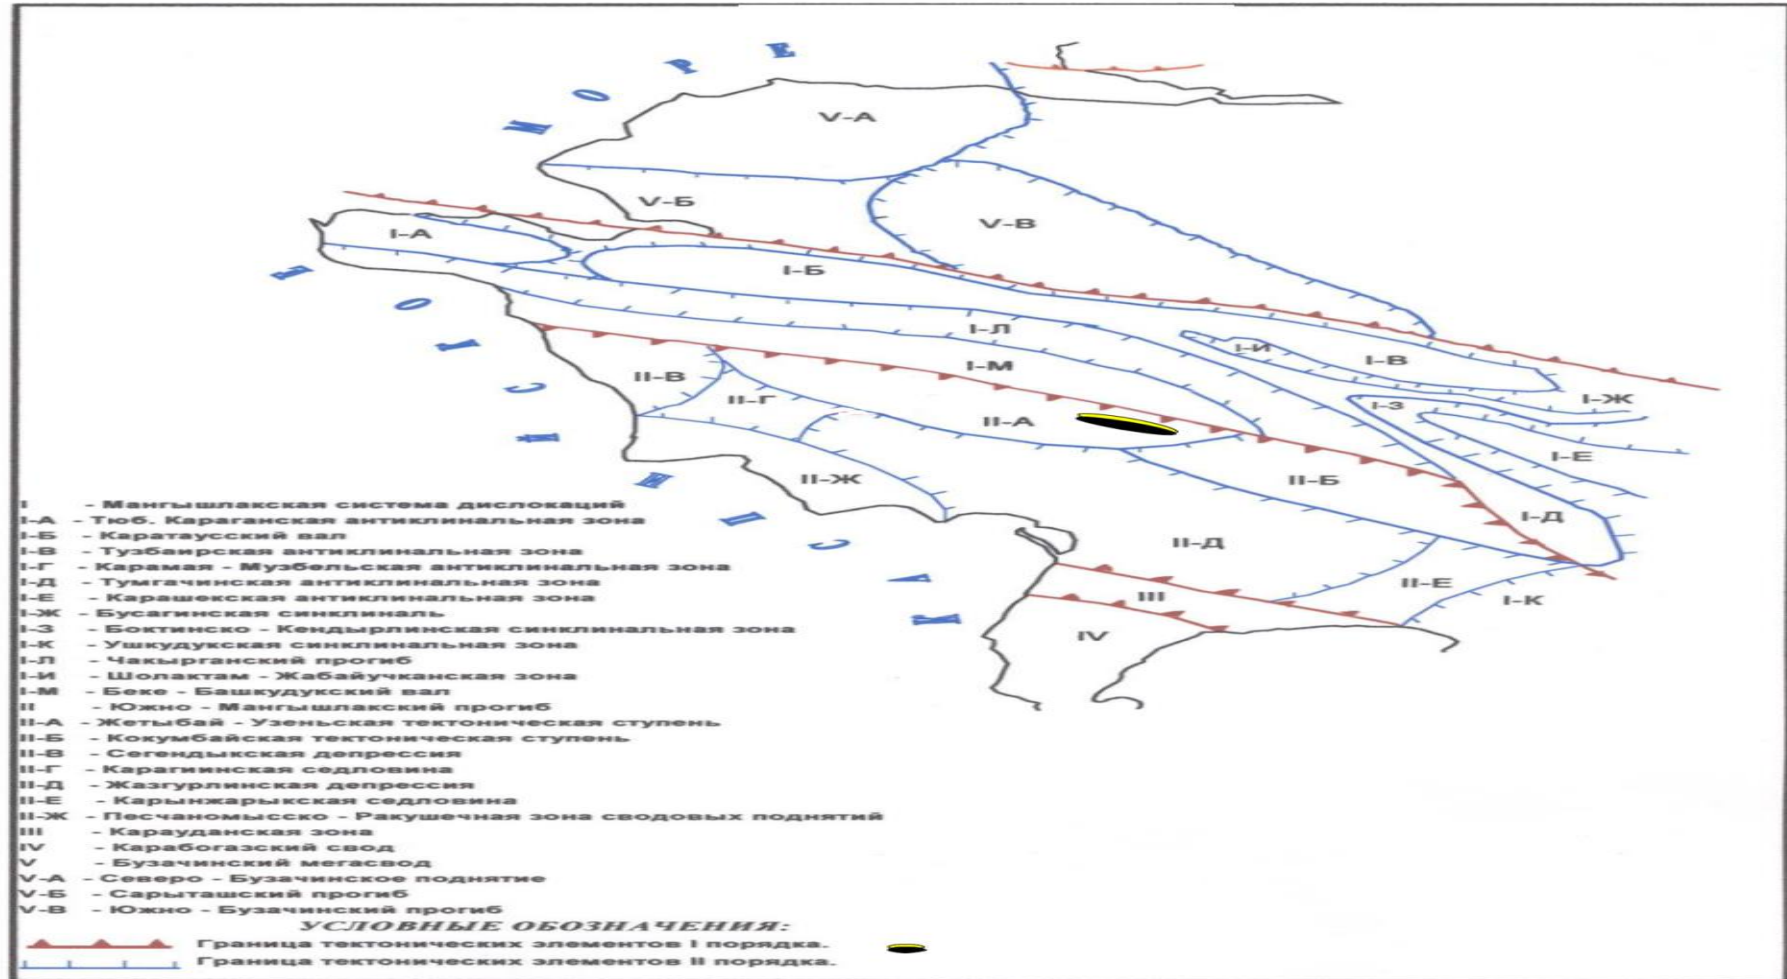 КАСПИЙСКОЕ МОРЕ
V-А
V-Б
V-В
I-А
I-Б
I-Л
I-И
I-В
I-М
II-В
II-Г
I-Ж
I-З
II-А
I-Е
II-Ж
II-Б
I-Д
II-Д
II-Е
III
I-К
IV
I - Мангышлакская система дислокаций
I-А - Тюб. Караганская антиклинальная зона
I-Б - Каратаусский вал
I-В - Тузбаирская антиклинальная зона
I-Г - Карамая - Музбельская антиклинальная зона
I-Д - Тумгачинская антиклинальная зона
I-Е - Карашекская антиклинальная зона
I-Ж - Бусагинская синклиналь
I-З - Боктинско - Кендырлинская синклинальная зона
I-К - Ушкудукская синклинальная зона
I-Л - Чакырганский прогиб
I-И - Шолактам - Жабайучканская зона
I-М - Беке - Башкудукский вал
II - Южно - Мангышлакский прогиб
II-А - Жетыбай - Узеньская тектоническая ступень
II-Б - Кокумбайская тектоническая ступень
II-В - Сегендыкская депрессия
II-Г - Карагиинская седловина
II-Д - Жазгурлинская депрессия
II-Е - Карынжарыкская седловина
II-Ж - Песчаномысско - Ракушечная зона сводовых поднятий
III - Карауданская зона
IV - Карабогазский свод
V - Бузачинский мегасвод
V-А - Северо - Бузачинское поднятие
V-Б - Сарыташский прогиб
V-В - Южно - Бузачинский прогиб
УСЛОВНЫЕ ОБОЗНАЧЕНИЯ:
Граница тектонических элементов I порядка.
Граница тектонических элементов II порядка.